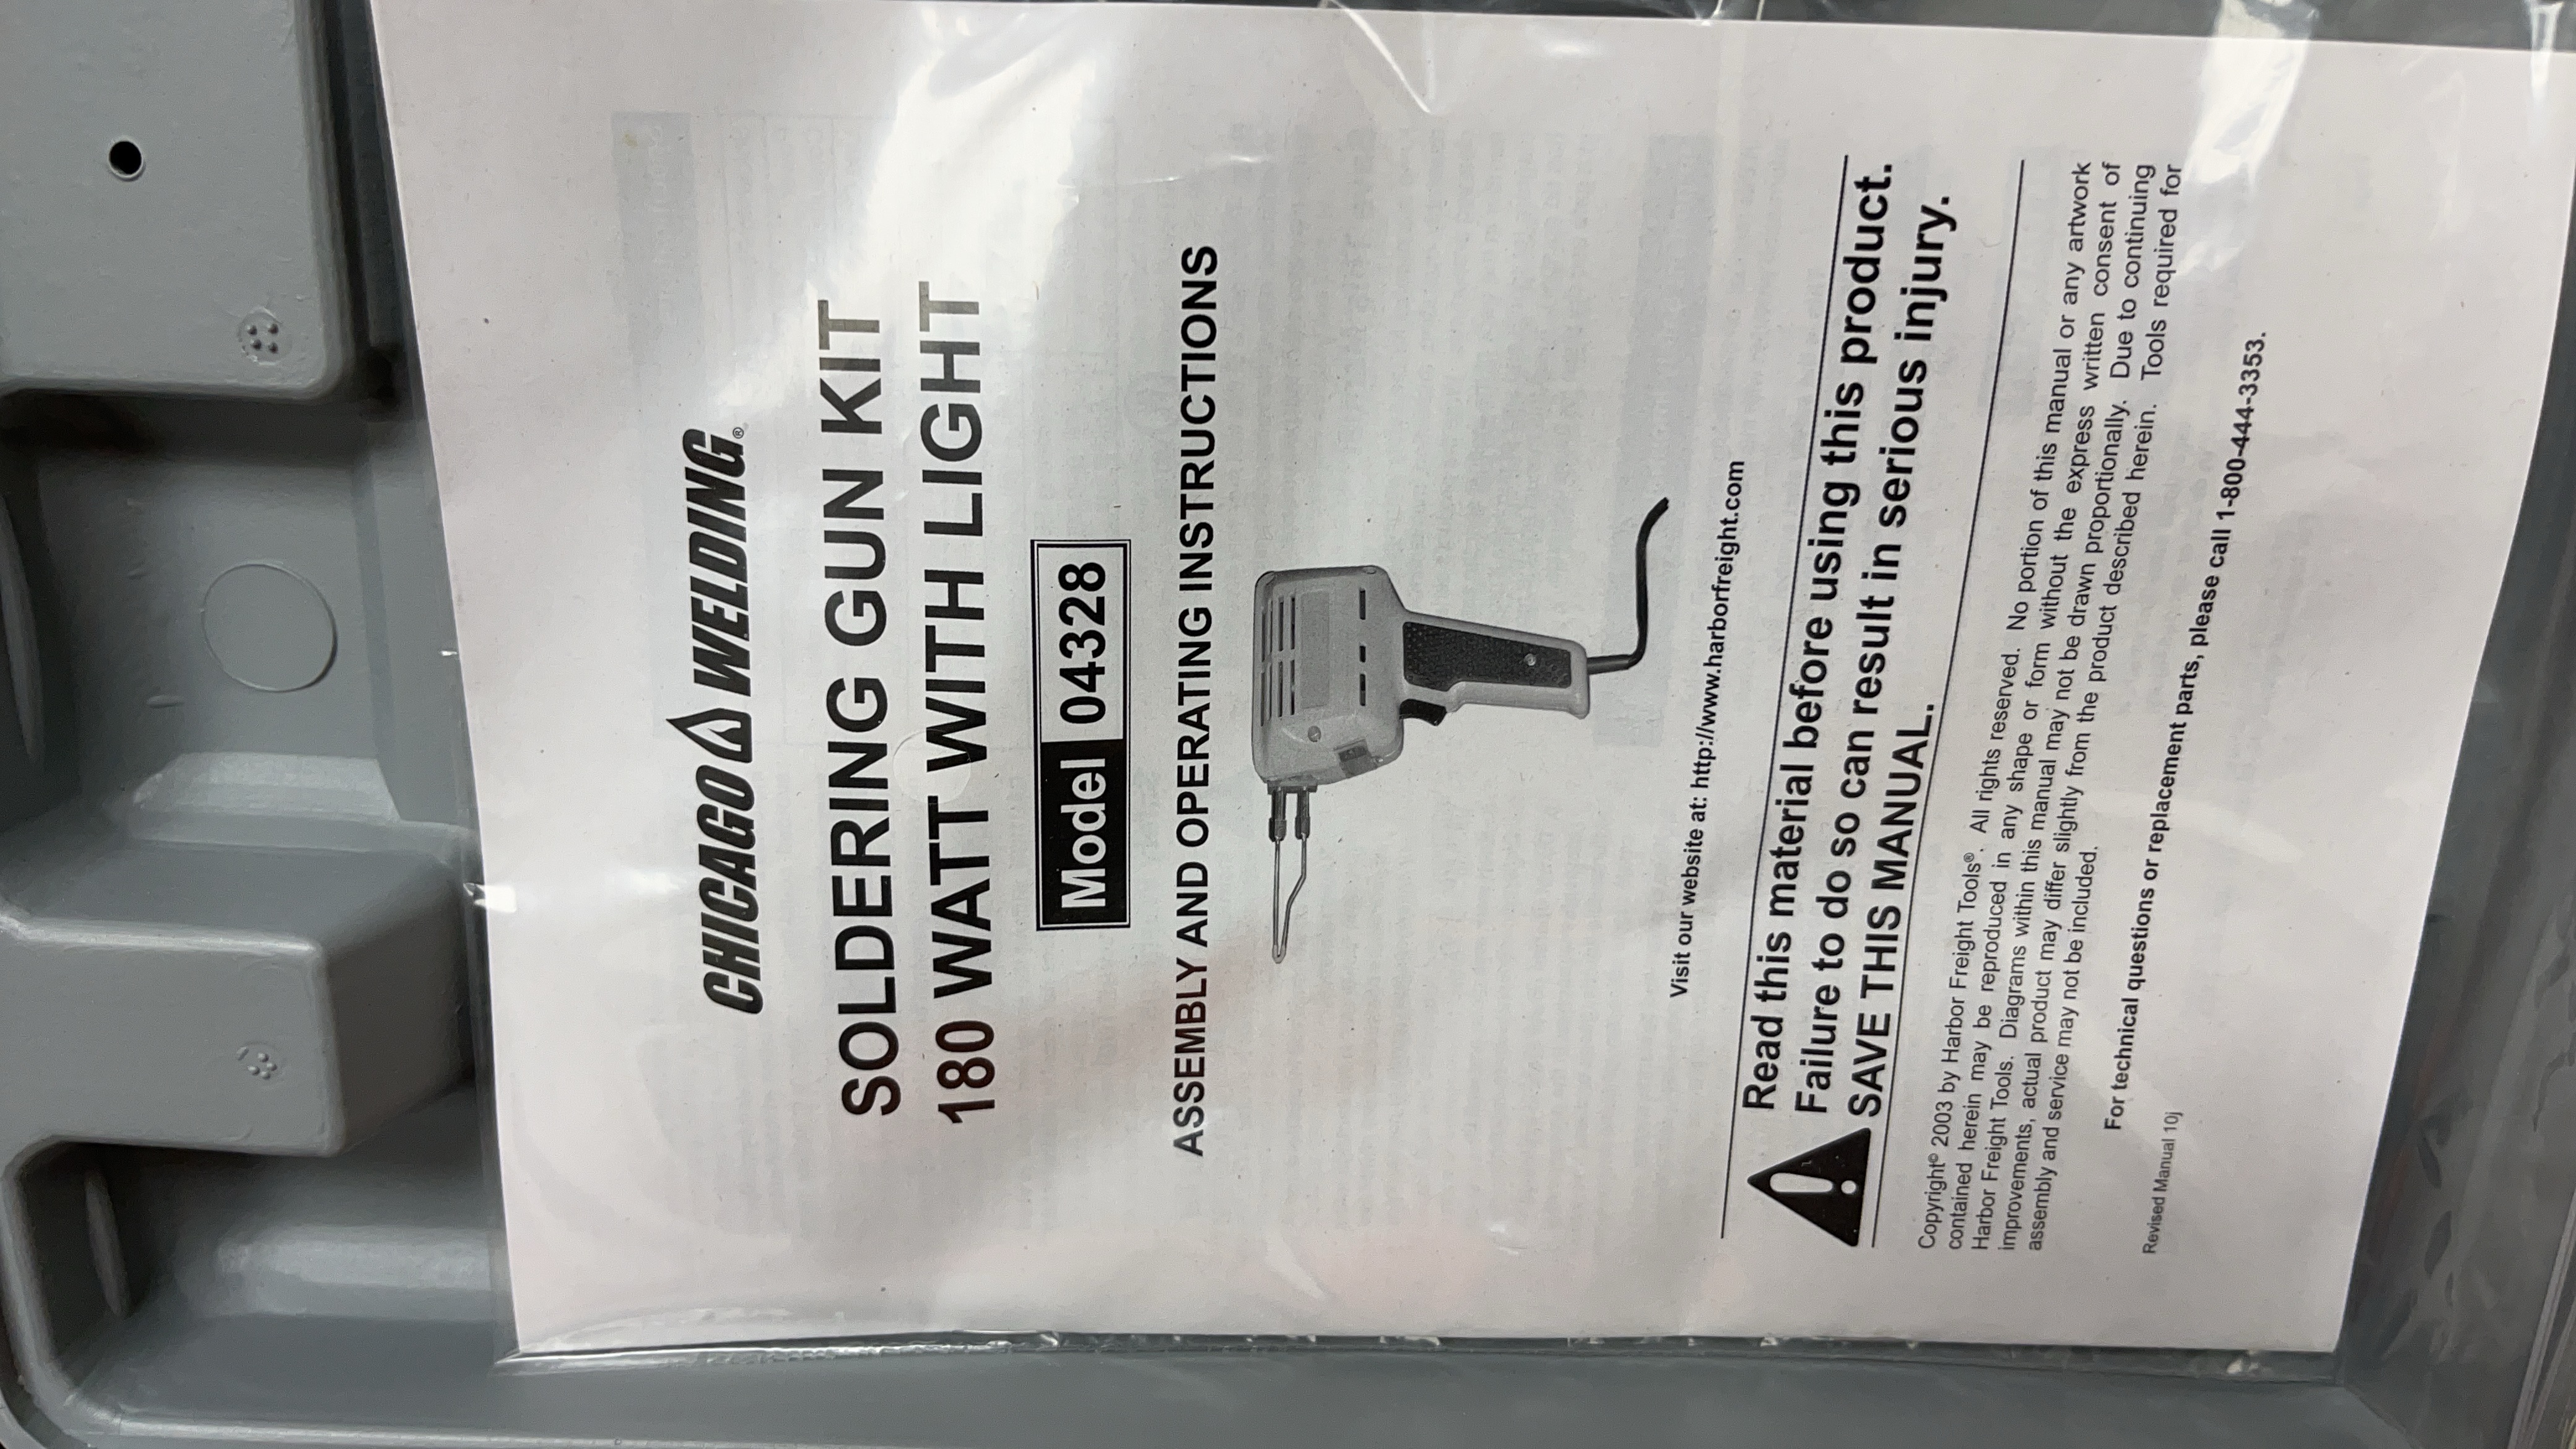 CHICAGO WELDING®
SOLDERING GUN KIT
180 WATT WITH LIGHT
Model 04328
ASSEMBLY AND OPERATING INSTRUCTIONS
Visit our website at: http://www.harborfreight.com
Read this material before using this product.
Failure to do so can result in serious injury.
SAVE THIS MANUAL.
Copyright© 2003 by Harbor Freight Tools®. All rights reserved. No portion of this manual or any artwork
contained herein may be reproduced in any shape or form without the express written consent of
Harbor Freight Tools. Diagrams within this manual may not be drawn proportionally. Due to continuing
improvements, actual product may differ slightly from the product described herein. Tools required for
assembly and service may not be included.
For technical questions or replacement parts, please call 1-800-444-3353.
Revised Manual 10j